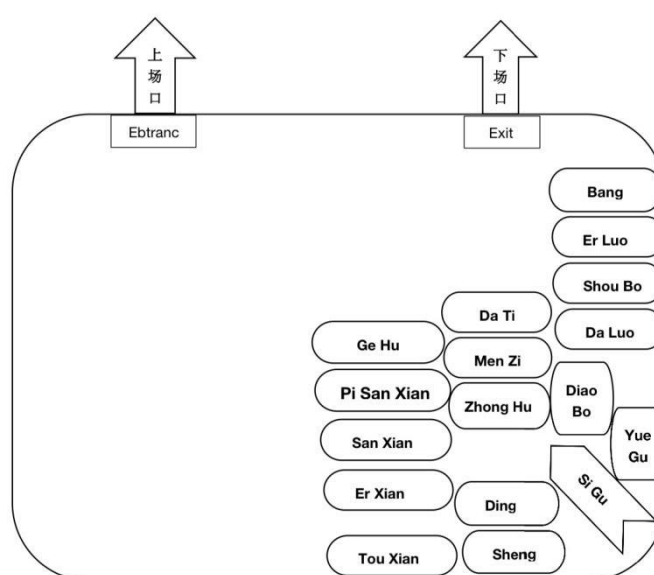 上场口
下场口
Ebtranc
Exit
Bang
Er Luo
Shou Bo
Da Ti
Da Luo
Ge Hu
Men Zi
Pi San Xian
Zhong Hu
Diao
Bo
San Xian
Yue
Gu
Si Gu
Er Xian
Ding
Tou Xian
Sheng